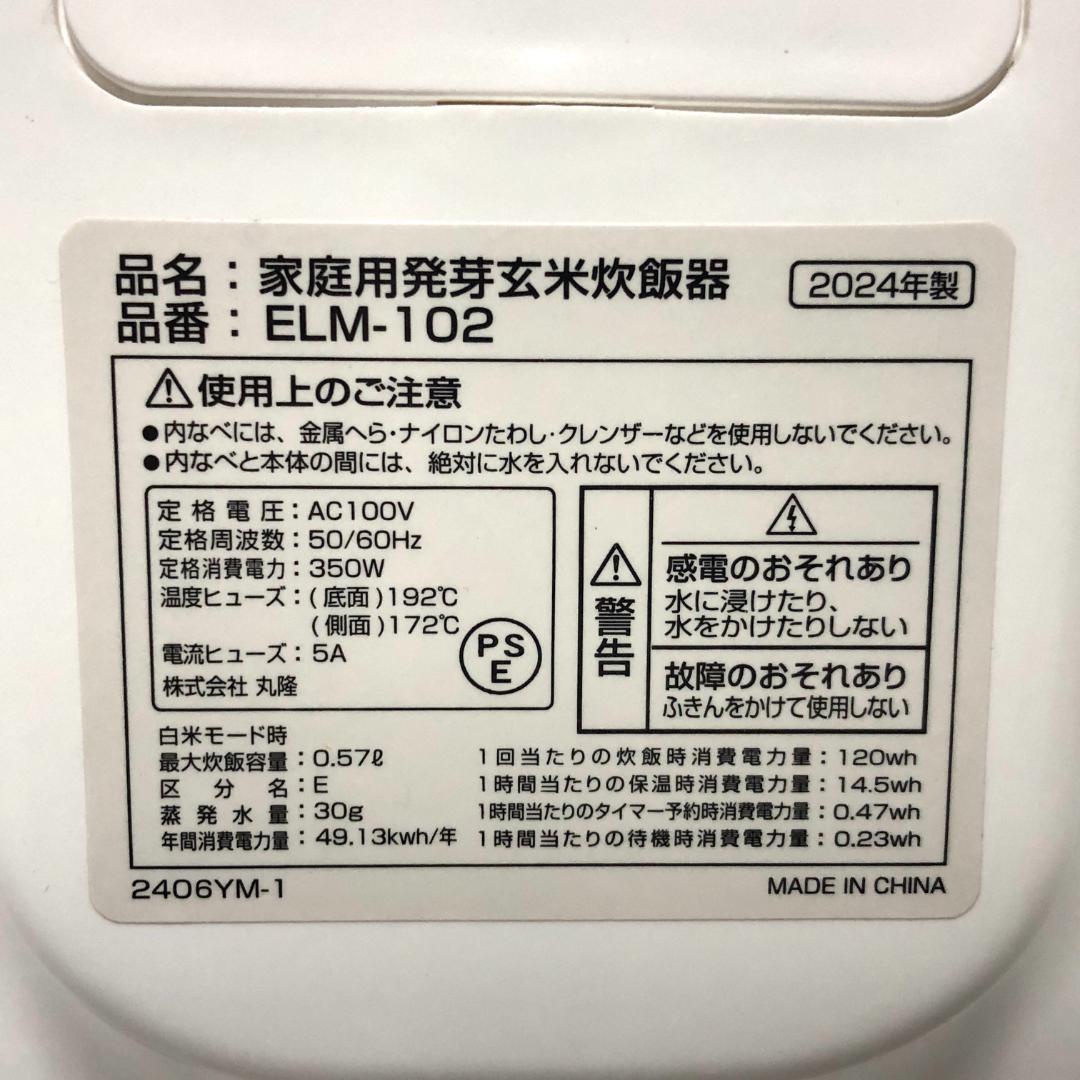 品名：家庭用発芽玄米炊飯器
2024年製
品番：ELM-102
⚠使用上のご注意
●内なべには、金属へら・ナイロンたわし・クレンザーなどを使用しないでください。
●内なべと本体の間には、絶対に水を入れないでください。
定格電圧：AC100V
定格周波数：50/60Hz
定格消費電力：350W
温度ヒューズ：(底面)192℃
(側面)172℃
電流ヒューズ：5A
株式会社 丸隆
PS
E
⚠警告
感電のおそれあり
水に浸けたり、
水をかけたりしない
故障のおそれあり
ふきんをかけて使用しない
白米モード時
最大炊飯容量：0.57ℓ
区分名：E
蒸発水量：30g
年間消費電力量：49.13kwh/年
1回当たりの炊飯時消費電力量：120wh
1時間当たりの保温時消費電力量：14.5wh
1時間当たりのタイマー予約時消費電力量：0.47wh
1時間当たりの待機時消費電力量：0.23wh
2406YM-1
MADE IN CHINA